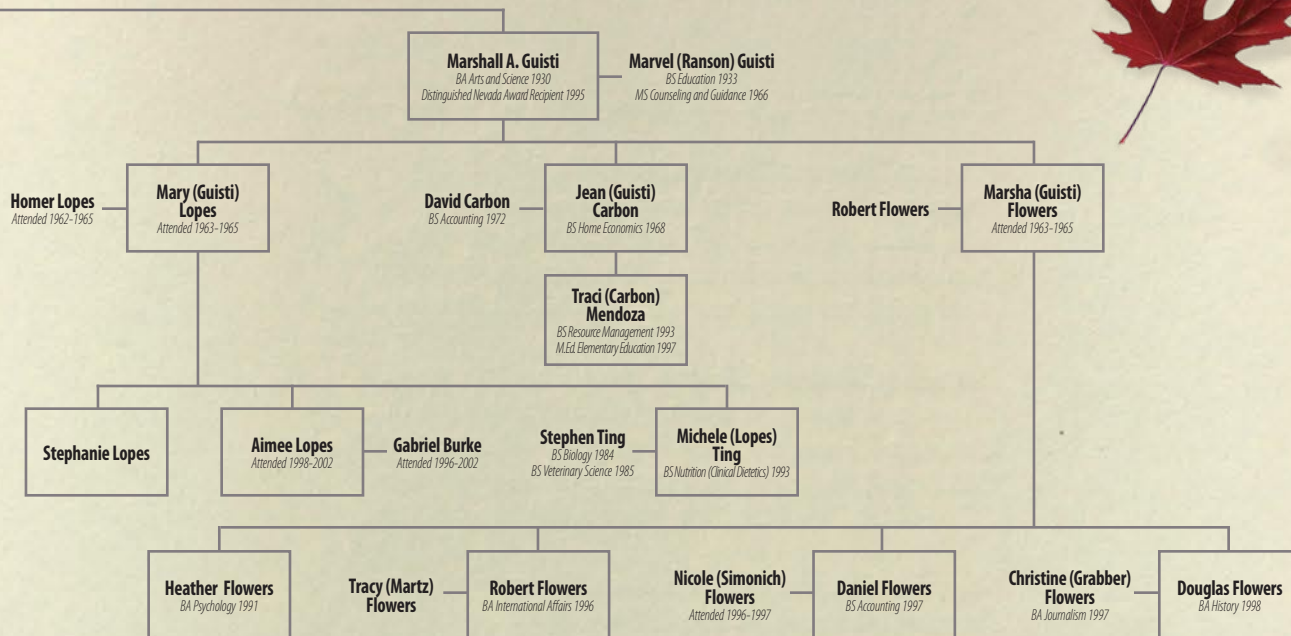 Marshall A. Guisti
BA Arts and Science 1930
Distinguished Nevada Award Recipient 1995
Marvel (Ranson) Guisti
BS Education 1933
MS Counseling and Guidance 1966
Homer Lopes
Attended 1962-1965
Mary (Guisti)
Lopes
Attended 1963-1965
David Carbon
BS Accounting 1972
Jean (Guisti)
Carbon
BS Home Economics 1968
Robert Flowers
Marsha (Guisti)
Flowers
Attended 1963-1965
Traci (Carbon)
Mendoza
BS Resource Management 1993
M.Ed. Elementary Education 1997
Stephanie Lopes
Aimee Lopes
Attended 1998-2002
Gabriel Burke
Attended 1996-2002
Stephen Ting
BS Biology 1984
BS Veterinary Science 1985
Michele (Lopes)
Ting
BS Nutrition (Clinical Dietetics) 1993
Heather Flowers
BA Psychology 1991
Tracy (Martz)
Flowers
Robert Flowers
BA International Affairs 1996
Nicole (Simonich)
Flowers
Attended 1996-1997
Daniel Flowers
BS Accounting 1997
Christine (Grabber)
Flowers
BA Journalism 1997
Douglas Flowers
BA History 1998